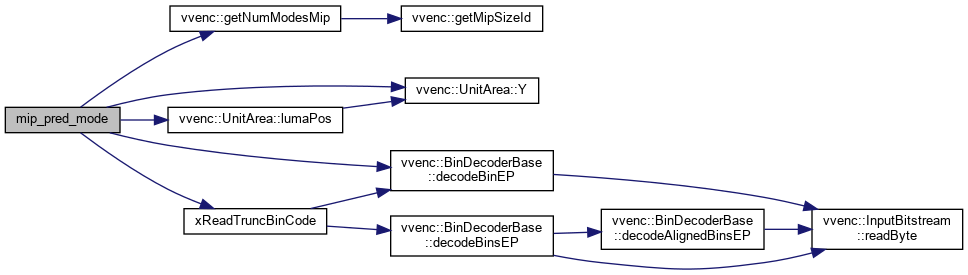 vvenc::getNumModesMip
vvenc::getMipSizeId
vvenc::UnitArea::Y
mip_pred_mode
vvenc::UnitArea::lumaPos
vvenc::BinDecoderBase
::decodeBinEP
xReadTruncBinCode
vvenc::BinDecoderBase
::decodeBinsEP
vvenc::BinDecoderBase
::decodeAlignedBinsEP
vvenc::InputBitstream
::readByte